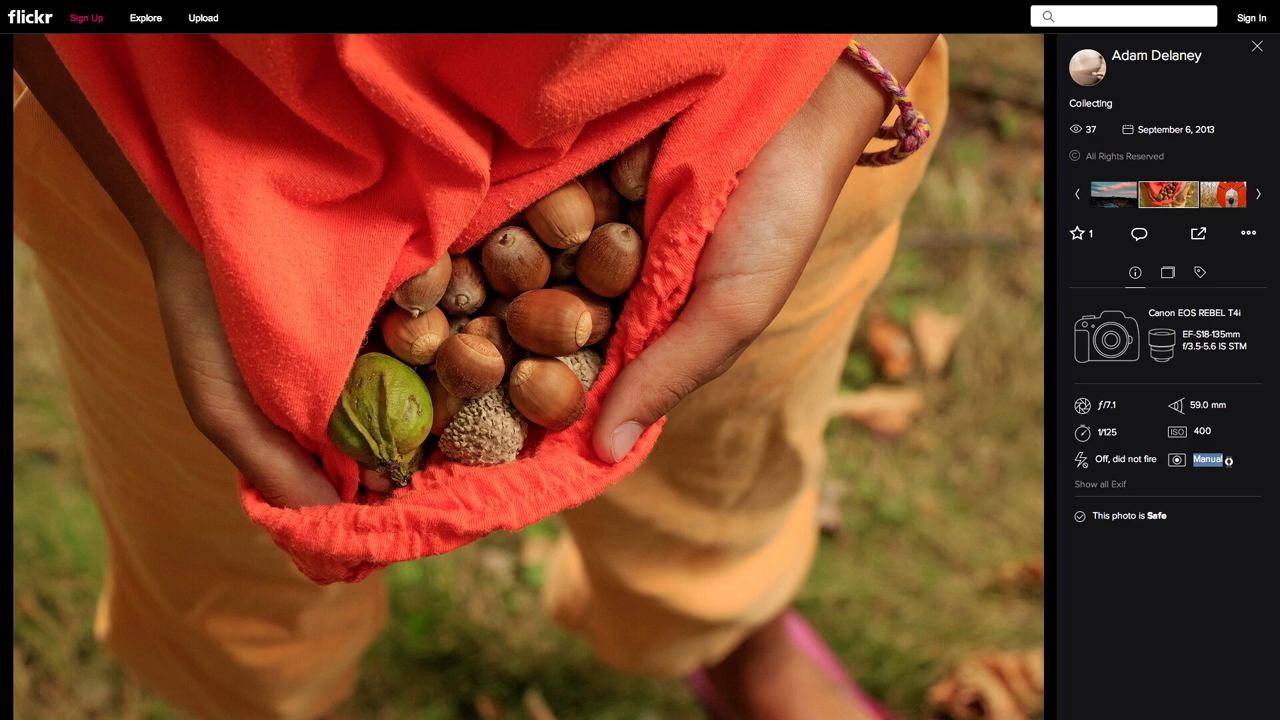 flickr Sign Up Explore Upload Sign In
Adam Delaney
Collecting
37 September 6, 2013
All Rights Reserved
1
Canon EOS REBEL T4i
EF-S18-135mm
f/3.5-5.6 IS STM
ƒ/7.1 59.0 mm
1/125 ISO 400
Off, did not fire Manual
Show all Exif
This photo is Safe